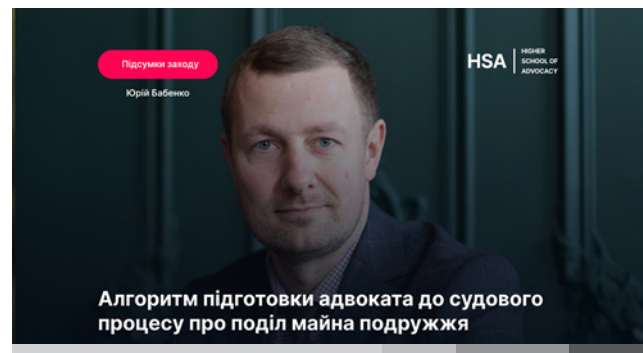 Підсумки заходу
Юрій Бабенко
HSA
HIGHER
SCHOOL OF
ADVOCACY
Алгоритм підготовки адвоката до судового
процесу про поділ майна подружжя